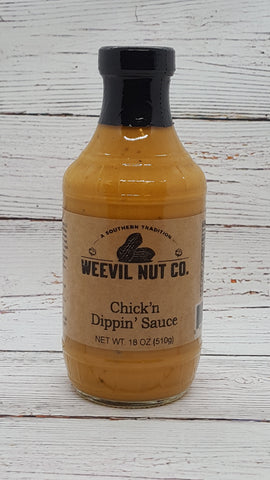 A SOUTHERN TRADITION
WEEVIL NUT CO.
Chick'n
Dippin' Sauce
NET WT. 18 OZ (510g)